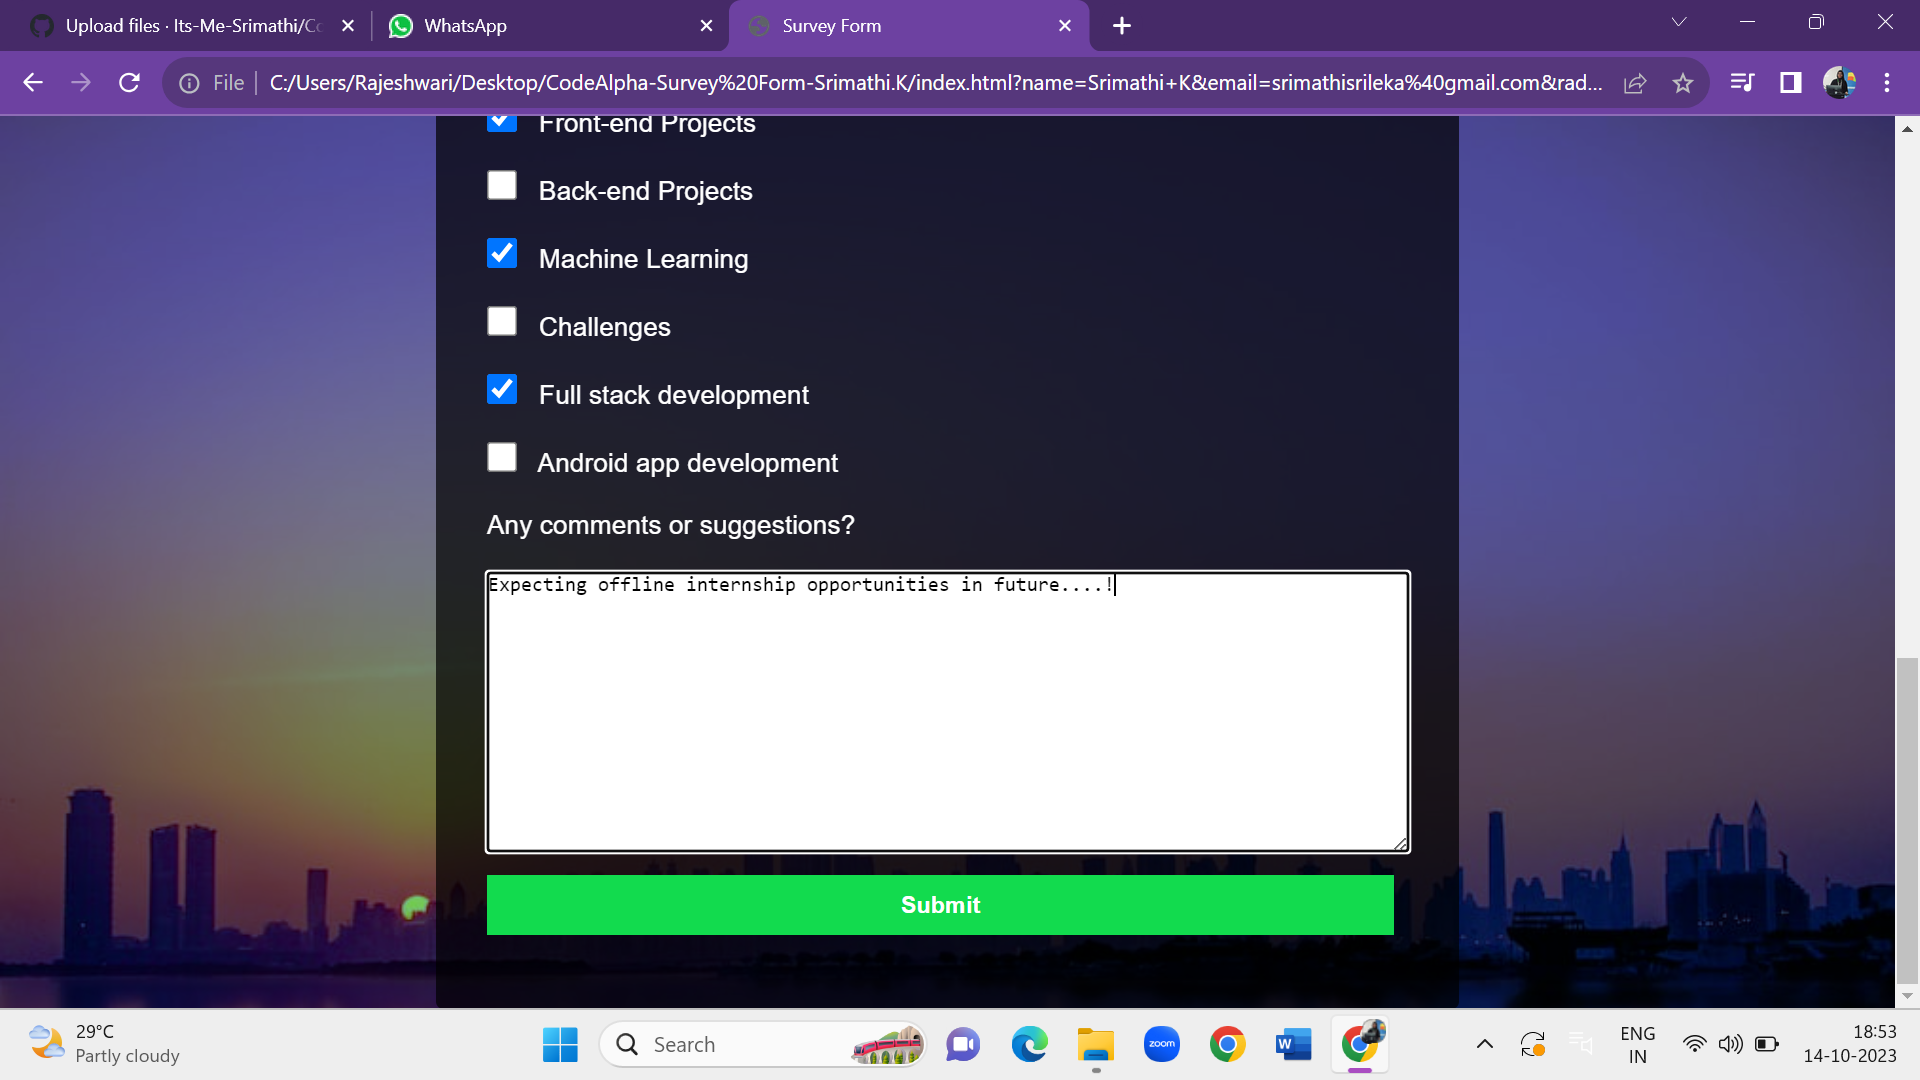 Upload files · Its-Me-Srimathi/Co
WhatsApp
Survey Form
File
C:/Users/Rajeshwari/Desktop/CodeAlpha-Survey%20Form-Srimathi.K/index.html?name=Srimathi+K&email=srimathisrileka%40gmail.com&rad...
Front-end Projects
Back-end Projects
Machine Learning
Challenges
Full stack development
Android app development
Any comments or suggestions?
Expecting offline internship opportunities in future....!
Submit
29°C
Partly cloudy
Search
zoom
W
ENG
IN
18:53
14-10-2023